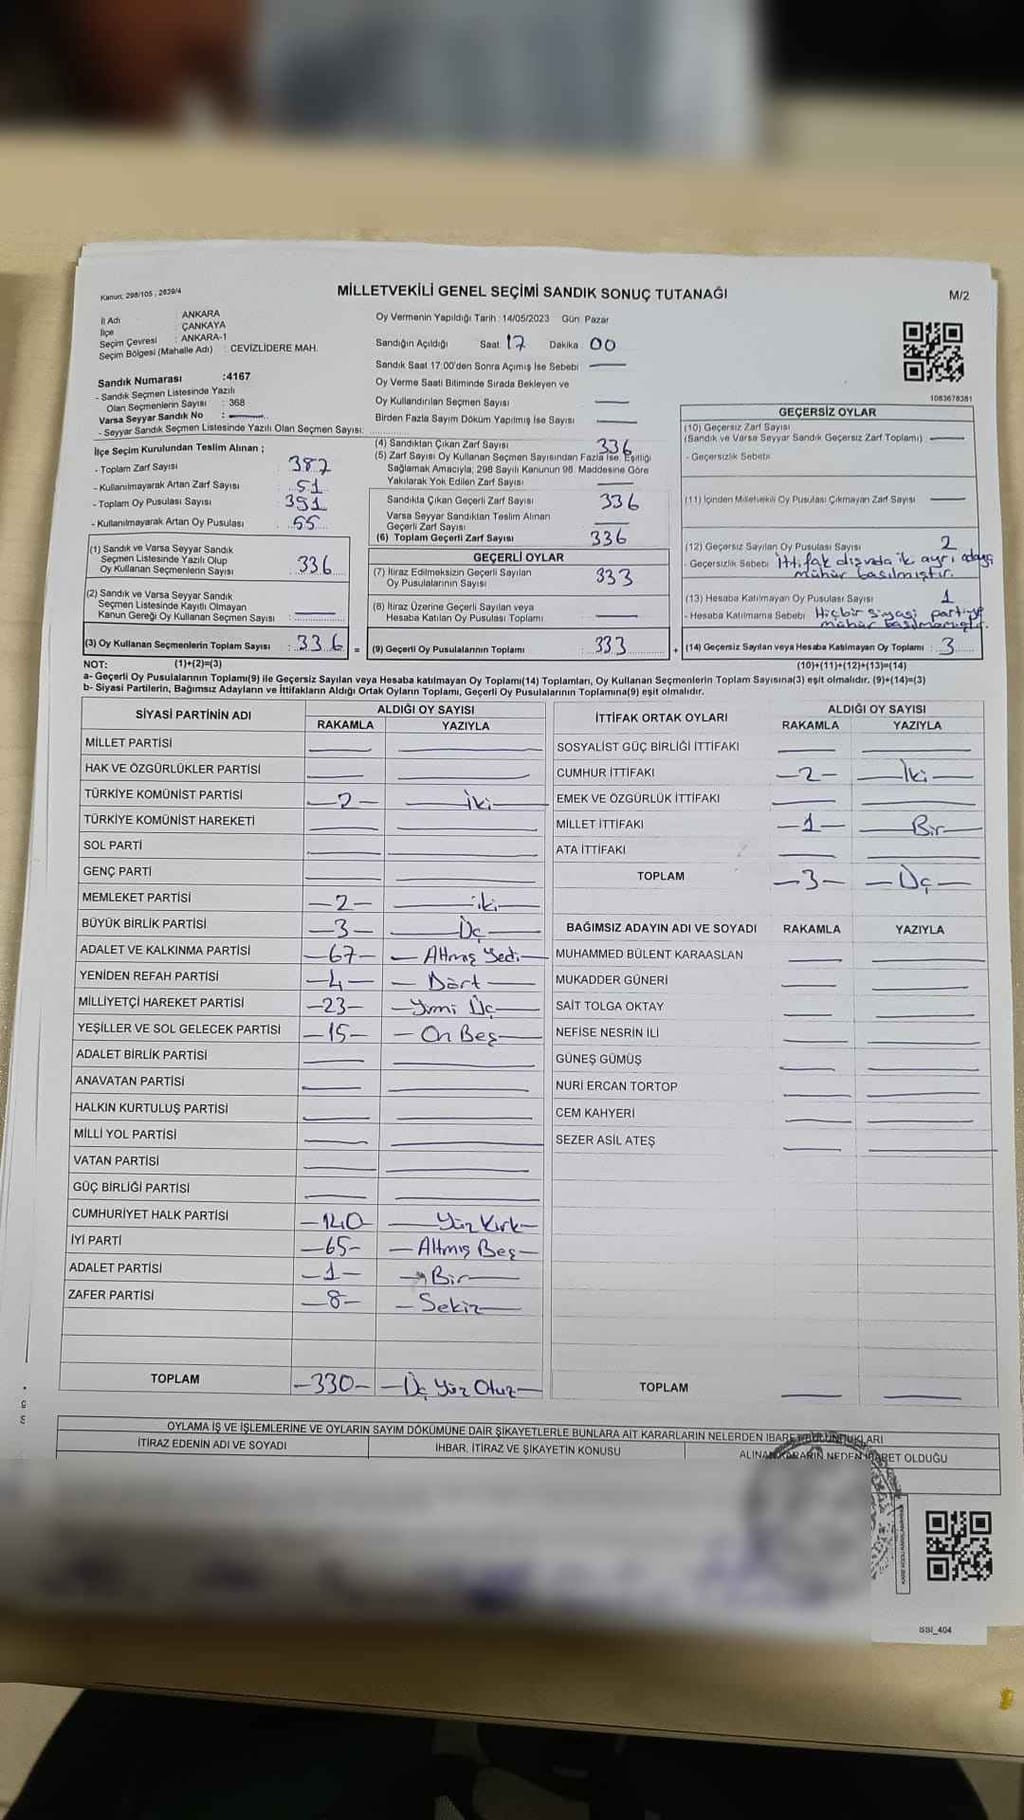 Kanun, 298/105 , 2839/4
MİLLETVEKİLİ GENEL SEÇİMİ SANDIK SONUÇ TUTANAĞI
M/2
İl Adı : ANKARA
İlçe : ÇANKAYA
Seçim Çevresi : ANKARA-1
Seçim Bölgesi (Mahalle Adı) : CEVİZLİDERE MAH.
Sandık Numarası :4167
- Sandık Seçmen Listesinde Yazılı
Olan Seçmenlerin Sayısı : 368
Varsa Seyyar Sandık No :
- Seyyar Sandık Seçmen Listesinde Yazılı Olan Seçmen Sayısı:
İlçe Seçim Kurulundan Teslim Alınan ;
- Toplam Zarf Sayısı 387
- Kullanılmayarak Artan Zarf Sayısı : 51
- Toplam Oy Pusulası Sayısı 391
- Kullanılmayarak Artan Oy Pusulası 55
(1) Sandık ve Varsa Seyyar Sandık
Seçmen Listesinde Yazılı Olup
Oy Kullanan Seçmenlerin Sayısı : 336
(2) Sandık ve Varsa Seyyar Sandık
Seçmen Listesinde Kayıtlı Olmayan
Kanun Gereği Oy Kullanan Seçmen Sayısı :
(3) Oy Kullanan Seçmenlerin Toplam Sayısı : 336 =
Oy Vermenin Yapıldığı Tarih : 14/05/2023 Gün: Pazar
Sandığın Açıldığı Saat: 17 Dakika : 00
Sandık Saat 17:00'den Sonra Açımış İse Sebebi
Oy Verme Saati Bitiminde Sırada Bekleyen ve
Oy Kullandırılan Seçmen Sayısı
Birden Fazla Sayım Döküm Yapılmış İse Sayısı
(4) Sandıktan Çıkan Zarf Sayısı 336
(5) Zarf Sayısı Oy Kullanan Seçmen Sayısından Fazla İse, Eşitliği
Sağlamak Amacıyla; 298 Sayılı Kanunun 98. Maddesine Göre
Yakılarak Yok Edilen Zarf Sayısı
Sandıkla Çıkan Geçerli Zarf Sayısı 336
Varsa Seyyar Sandıktan Teslim Alınan
Geçerli Zarf Sayısı
(6) Toplam Geçerli Zarf Sayısı 336
GEÇERLİ OYLAR
(7) İtiraz Edilmeksizin Geçerli Sayılan
Oy Pusulalarının Sayısı 333
(8) İtiraz Üzerine Geçerli Sayılan veya
Hesaba Katılan Oy Pusulası Toplamı
(9) Geçerli Oy Pusulalarının Toplamı : 333 +
1083678381
GEÇERSİZ OYLAR
(10) Geçersiz Zarf Sayısı
(Sandık ve Varsa Seyyar Sandık Geçersiz Zarf Toplamı)
- Geçersizlik Sebebi
(11) İçinden Milletvekili Oy Pusulası Çıkmayan Zarf Sayısı
(12) Geçersiz Sayılan Oy Pusulası Sayısı 2
- Geçersizlik Sebebi İttifak dışında iki ayrı adaya
mühür basılmıştır.
(13) Hesaba Katılmayan Oy Pusulası Sayısı 1
- Hesaba Katılmama Sebebi : Hiçbir siyasi partiye
mühür basılmamıştır.
(14) Geçersiz Sayılan veya Hesaba Katılmayan Oy Toplamı : 3
NOT: (1)+(2)=(3)
(10)+(11)+(12)+(13)=(14)
a- Geçerli Oy Pusulalarının Toplamı(9) ile Geçersiz Sayılan veya Hesaba katılmayan Oy Toplamı(14) Toplamları, Oy Kullanan Seçmenlerin Toplam Sayısına(3) eşit olmalıdır. (9)+(14)=(3)
b- Siyasi Partilerin, Bağımsız Adayların ve İttifakların Aldığı Ortak Oyların Toplamı, Geçerli Oy Pusulalarının Toplamına(9) eşit olmalıdır.
SİYASİ PARTİNİN ADI
ALDIĞI OY SAYISI
RAKAMLA YAZIYLA
MİLLET PARTİSİ
HAK VE ÖZGÜRLÜKLER PARTİSİ
TÜRKİYE KOMÜNİST PARTİSİ -2- İki
TÜRKİYE KOMÜNİST HAREKETİ
SOL PARTİ
GENÇ PARTİ
MEMLEKET PARTİSİ -2- iki
BÜYÜK BİRLİK PARTİSİ -3- Üç
ADALET VE KALKINMA PARTİSİ -67- Altmış Yedi
YENİDEN REFAH PARTİSİ -4- Dört
MİLLİYETÇİ HAREKET PARTİSİ -23- Yirmi Üç
YEŞİLLER VE SOL GELECEK PARTİSİ -15- On Beş
ADALET BİRLİK PARTİSİ
ANAVATAN PARTİSİ
HALKIN KURTULUŞ PARTİSİ
MİLLİ YOL PARTİSİ
VATAN PARTİSİ
GÜÇ BİRLİĞİ PARTİSİ
CUMHURİYET HALK PARTİSİ -140- Yüz Kırk
İYİ PARTİ -65- Altmış Beş
ADALET PARTİSİ -1- Bir
ZAFER PARTİSİ -8- Sekiz
TOPLAM -330- Üç Yüz Otuz
İTTİFAK ORTAK OYLARI
ALDIĞI OY SAYISI
RAKAMLA YAZIYLA
SOSYALİST GÜÇ BİRLİĞİ İTTİFAKI
CUMHUR İTTİFAKI -2- İki
EMEK VE ÖZGÜRLÜK İTTİFAKI
MİLLET İTTİFAKI -1- Bir
ATA İTTİFAKI
TOPLAM -3- Üç
BAĞIMSIZ ADAYIN ADI VE SOYADI RAKAMLA YAZIYLA
MUHAMMED BÜLENT KARAASLAN
MUKADDER GÜNERİ
SAİT TOLGA OKTAY
NEFİSE NESRİN İLİ
GÜNEŞ GÜMÜŞ
NURİ ERCAN TORTOP
CEM KAHYERİ
SEZER ASİL ATEŞ
TOPLAM
OYLAMA İŞ VE İŞLEMLERİNE VE OYLARIN SAYIM DÖKÜMÜNE DAİR ŞİKAYETLERLE BUNLARA AİT KARARLARIN NELERDEN İBARET BULUNDUKLARI
İTİRAZ EDENİN ADI VE SOYADI
İHBAR, İTİRAZ VE ŞİKAYETİN KONUSU
ALINAN KARARIN NEDEN İBARET OLDUĞU
SSI_404